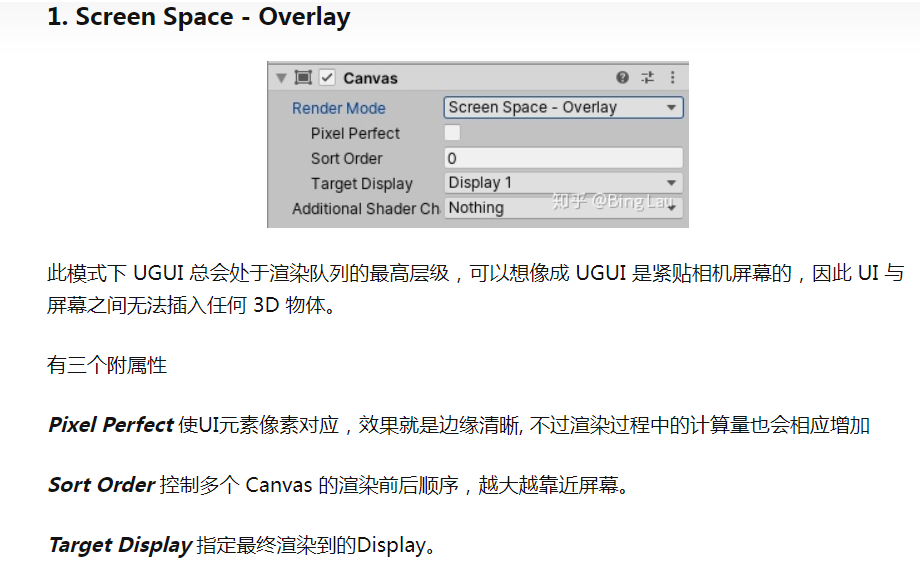 1. Screen Space - Overlay
Canvas
Render Mode Screen Space - Overlay
Pixel Perfect
Sort Order 0
Target Display Display 1
Additional Shader Ch Nothing
知乎 @Bing Lau
此模式下 UGUI 总会处于渲染队列的最高层级，可以想像成 UGUI 是紧贴相机屏幕的，因此 UI 与
屏幕之间无法插入任何 3D 物体。
有三个附属性
Pixel Perfect 使UI元素像素对应，效果就是边缘清晰, 不过渲染过程中的计算量也会相应增加
Sort Order 控制多个 Canvas 的渲染前后顺序，越大越靠近屏幕。
Target Display 指定最终渲染到的Display。